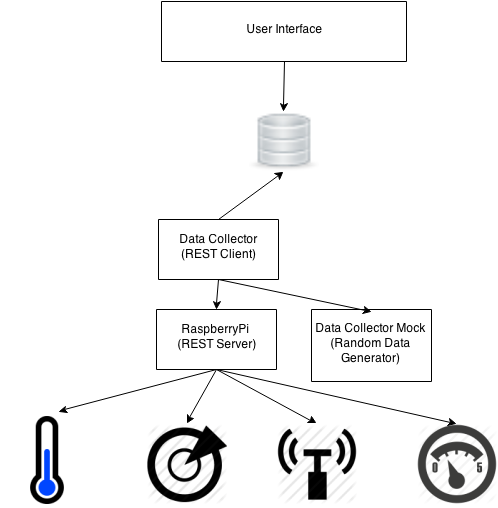 User Interface
Data Collector
(REST Client)
RaspberryPi
(REST Server)
Data Collector Mock
(Random Data
Generator)
0 5